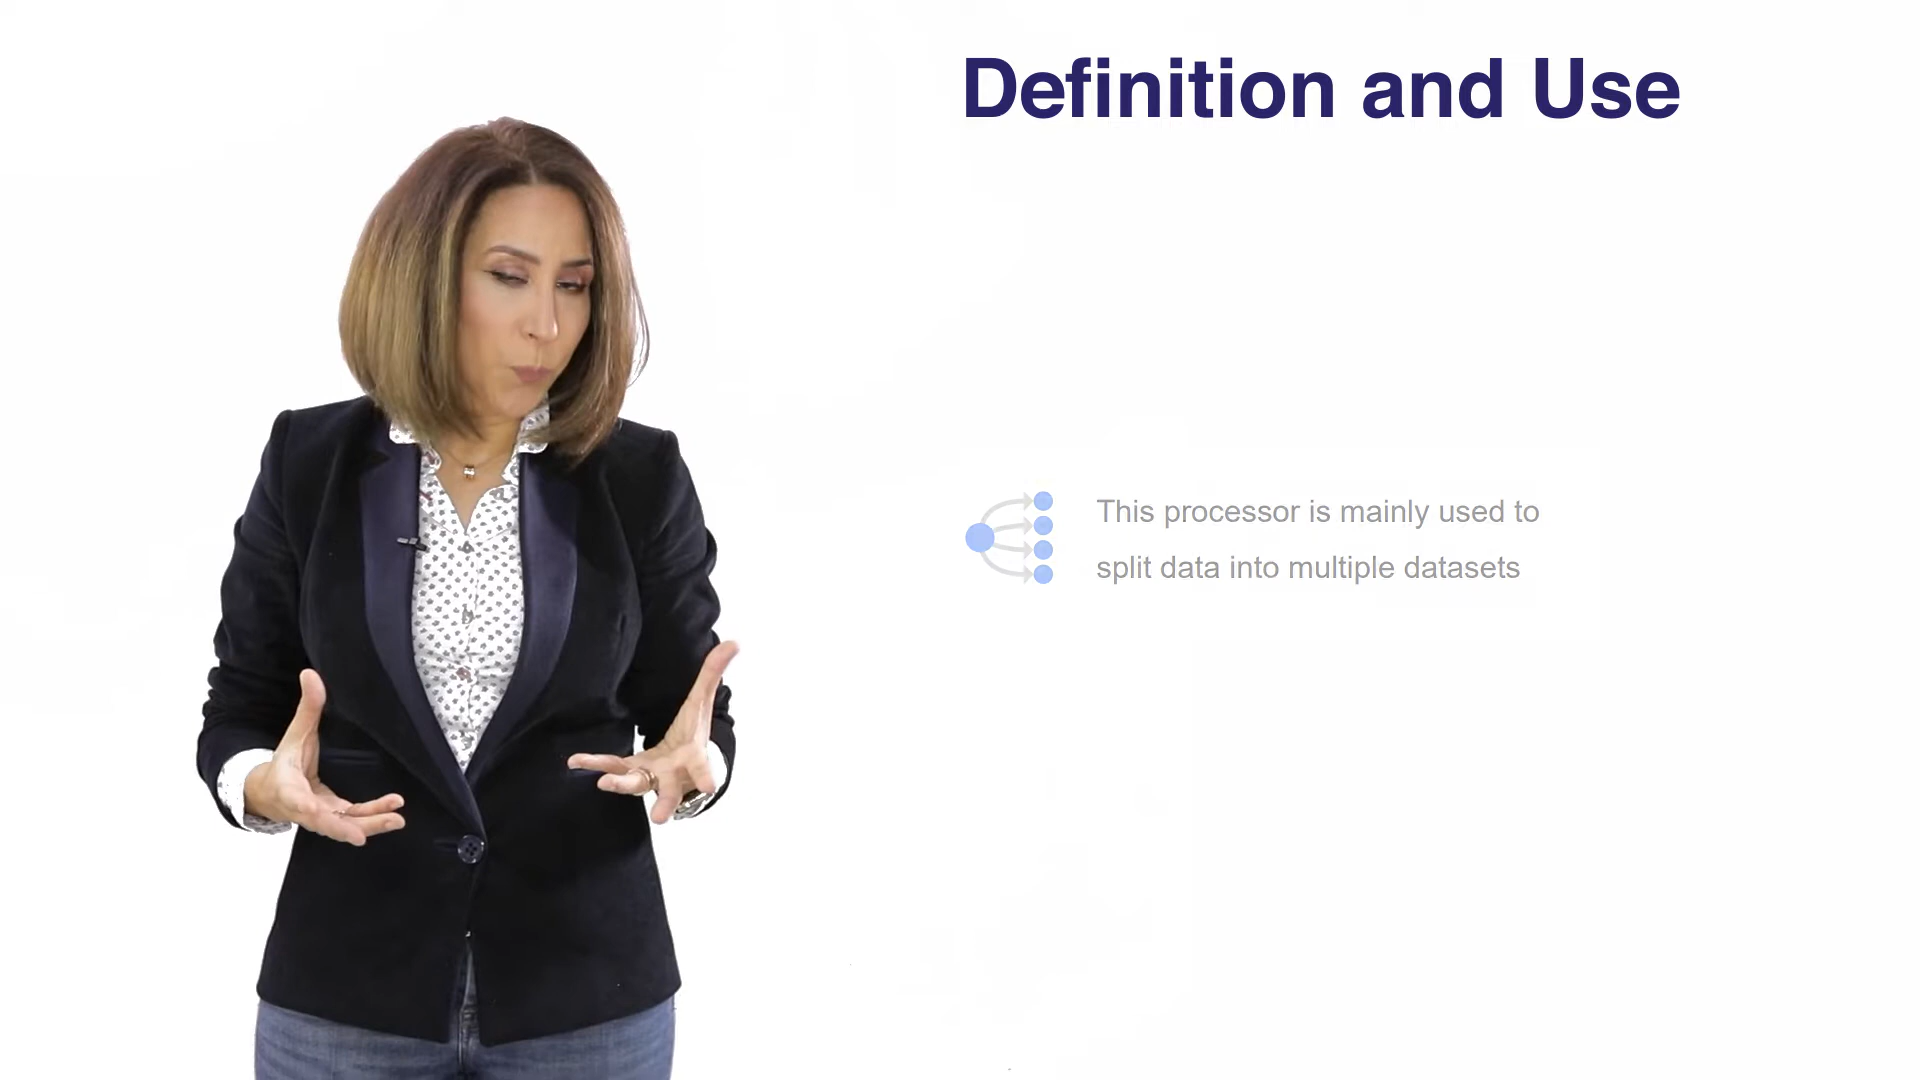 Definition and Use
This processor is mainly used to
split data into multiple datasets